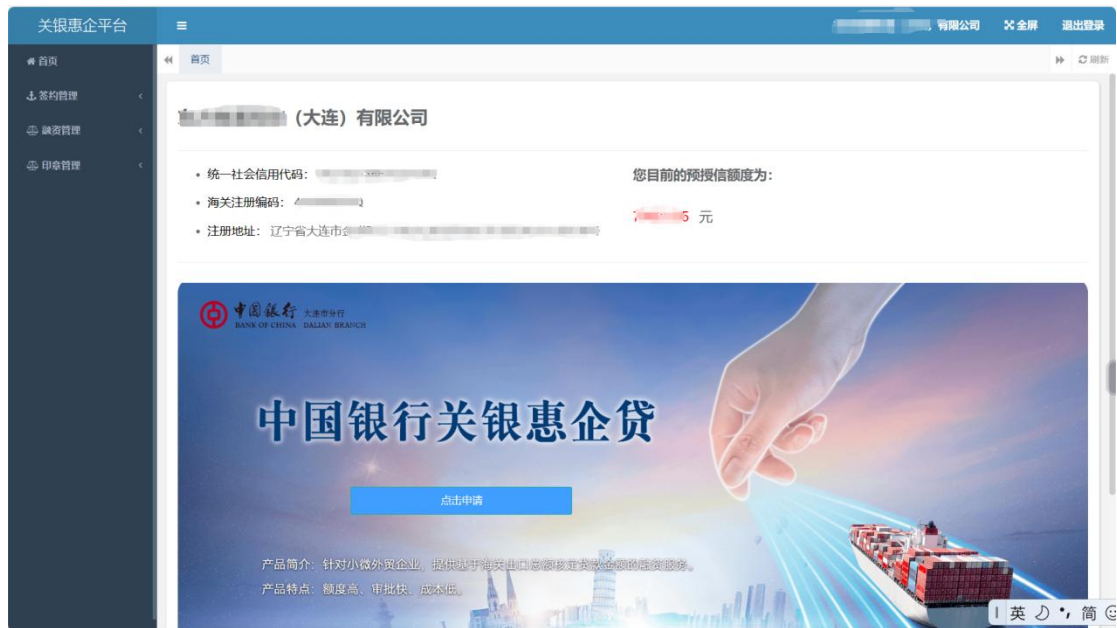 关银惠企平台
有限公司 全屏 退出登录
首页
首页
刷新
签约管理
融资管理
印章管理
（大连）有限公司
统一社会信用代码：
您目前的预授信额度为：
海关注册编码：
5 元
注册地址： 辽宁省大连市金
中国银行 大连市分行
BANK OF CHINA DALIAN BRANCH
中国银行关银惠企贷
点击申请
产品简介：针对小微外贸企业，提供基于海关出口总额核定贷款金额的融资服务。
产品特点：额度高、审批快、成本低。
英 简